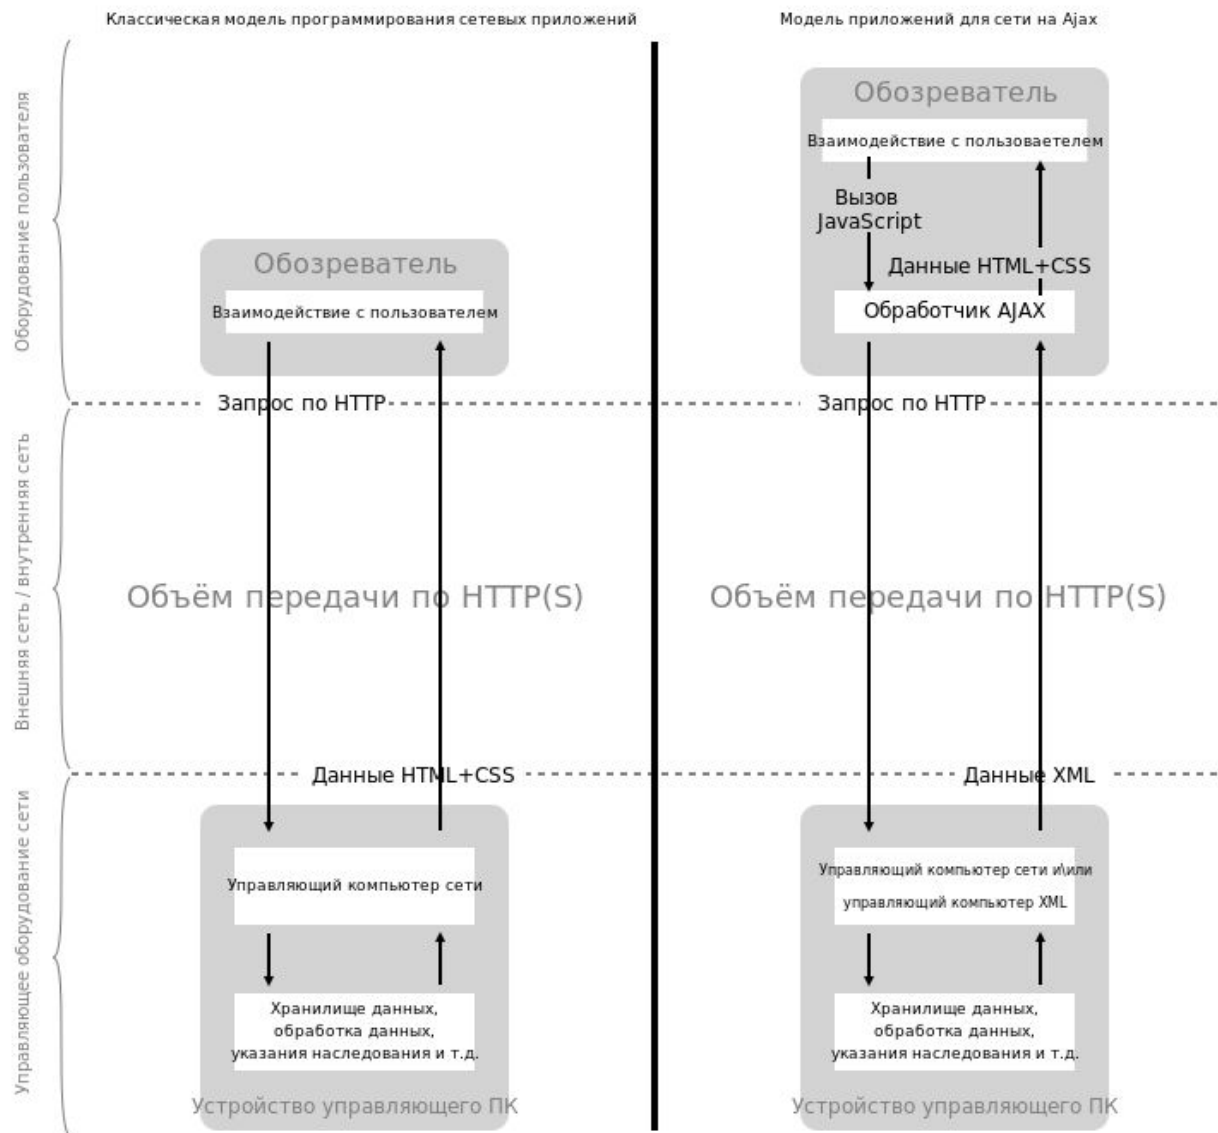 Классическая модель программирования сетевых приложений
Модель приложений для сети на Ajax
Оборудование пользователя
Внешняя сеть / внутренняя сеть
Управляющее оборудование сети
Обозреватель
Взаимодействие с пользователем
Запрос по HTTP
Объём передачи по HTTP(S)
Данные HTML+CSS
Управляющий компьютер сети
Хранилище данных,
обработка данных,
указания наследования и т.д.
Устройство управляющего ПК
Обозреватель
Взаимодействие с пользоваетелем
Вызов
JavaScript
Данные HTML+CSS
Обработчик AJAX
Запрос по HTTP
Объём передачи по HTTP(S)
Данные XML
Управляющий компьютер сети и\или
управляющий компьютер XML
Хранилище данных,
обработка данных,
указания наследования и т.д.
Устройство управляющего ПК